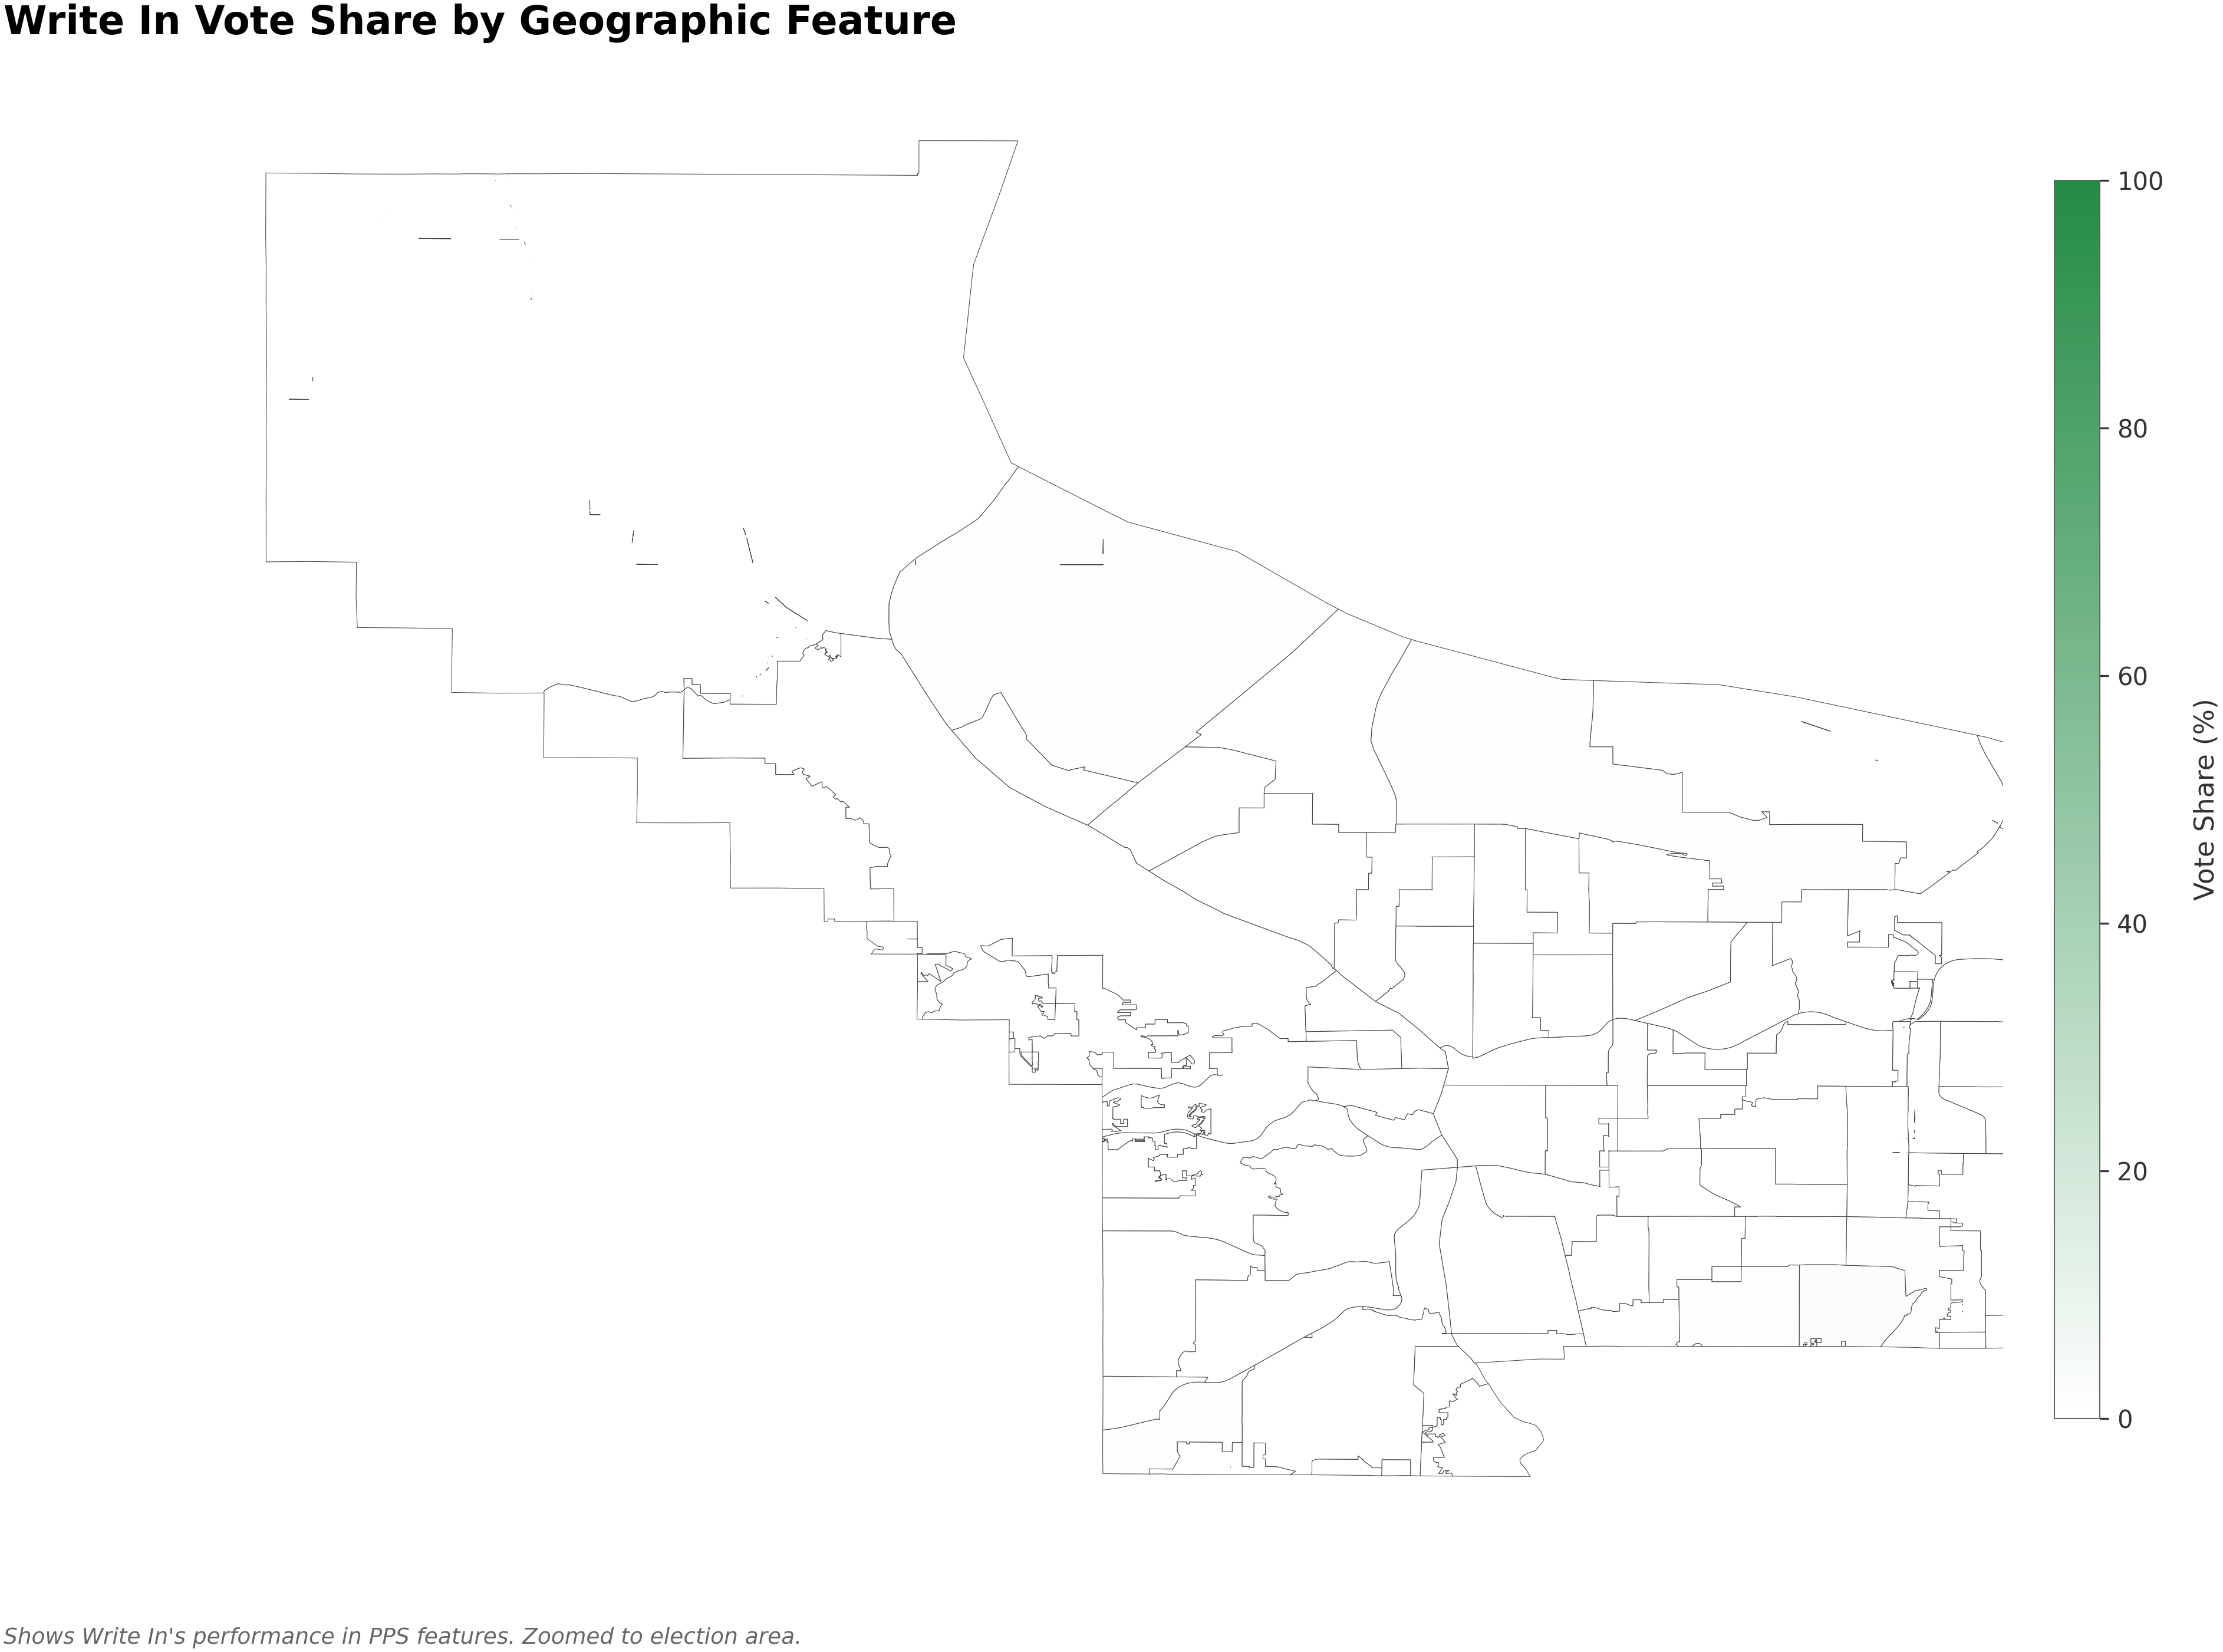 Write In Vote Share by Geographic Feature
100
80
60
40
20
0
Vote Share (%)
Shows Write In's performance in PPS features. Zoomed to election area.